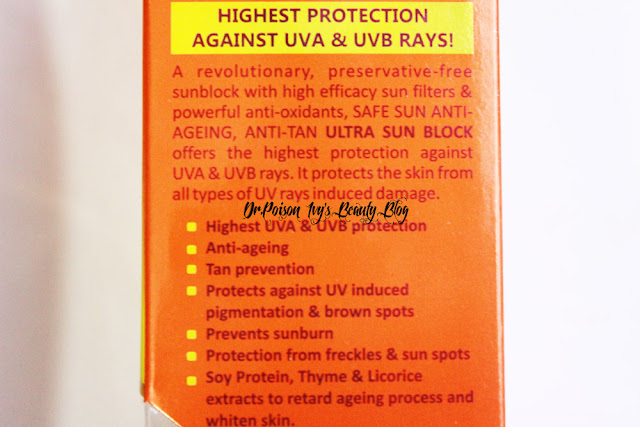 HIGHEST PROTECTION
AGAINST UVA & UVB RAYS!
A revolutionary, preservative-free
sunblock with high efficacy sun filters &
powerful anti-oxidants, SAFE SUN ANTI-
AGEING, ANTI-TAN ULTRA SUN BLOCK
offers the highest protection against
UVA & UVB rays. It protects the skin from
all types of UV rays induced damage.
Dr.Poison Ivy's Beauty Blog
Highest UVA & UVB protection
Anti-ageing
Tan prevention
Protects against UV induced
pigmentation & brown spots
Prevents sunburn
Protection from freckles & sun spots
Soy Protein, Thyme & Licorice
extracts to retard ageing process and
whiten skin.